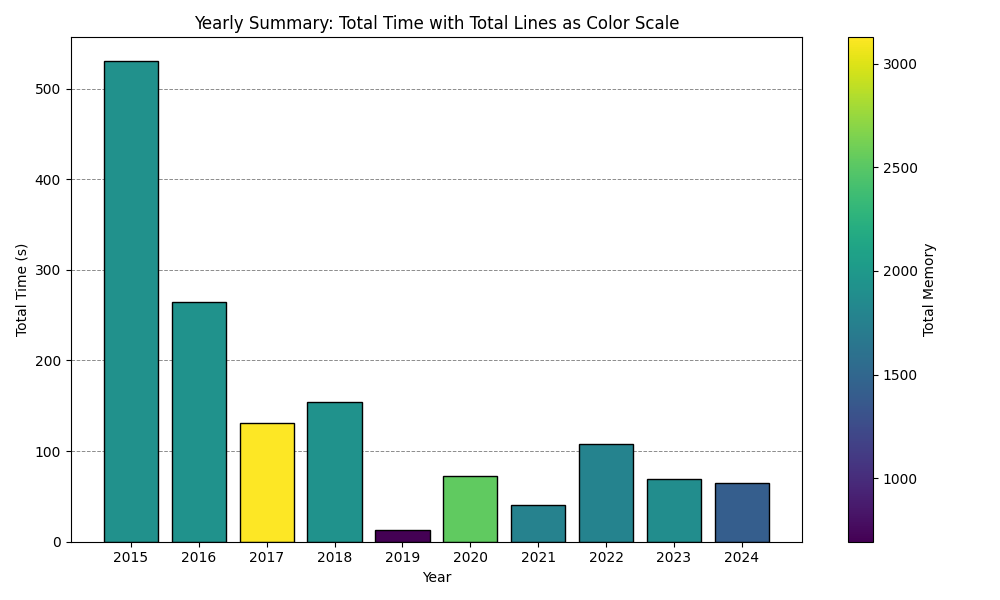 Yearly Summary: Total Time with Total Lines as Color Scale
500
400
300
200
100
0
Total Time (s)
2015 2016 2017 2018 2019 2020 2021 2022 2023 2024
Year
3000
2500
2000
1500
1000
Total Memory